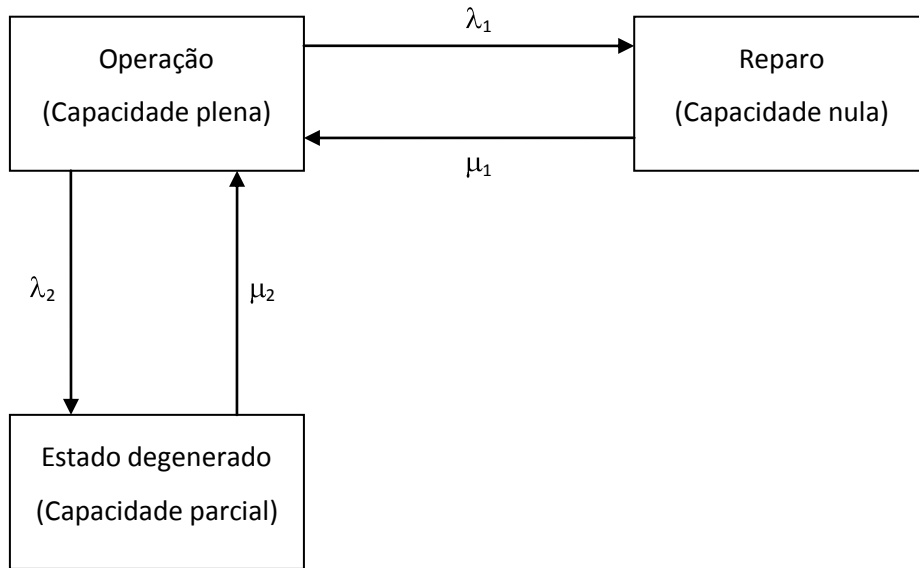 Operação
(Capacidade plena)
λ1
Reparo
(Capacidade nula)
μ1
λ2
μ2
Estado degenerado
(Capacidade parcial)